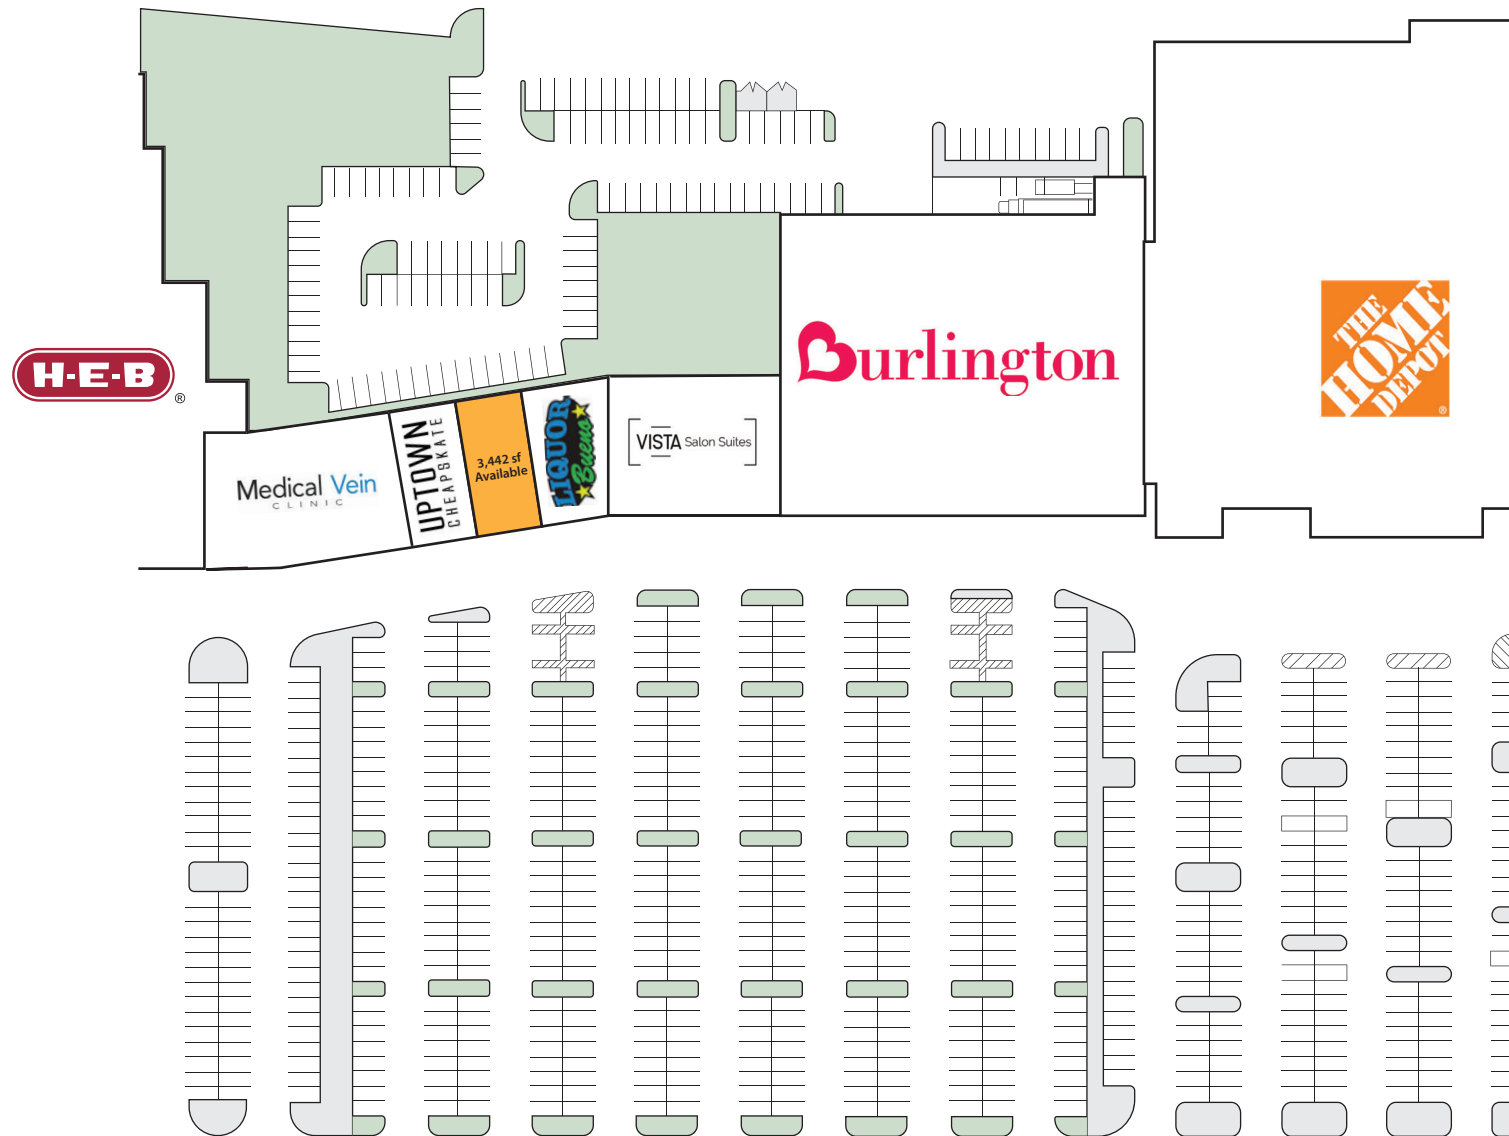 H-E-B
®
Medical Vein
CLINIC
UPTOWN
CHEAPSKATE
3,442 sf
Available
LIQUOR
Bueno
VISTA Salon Suites
Burlington
THE
HOME
DEPOT
®